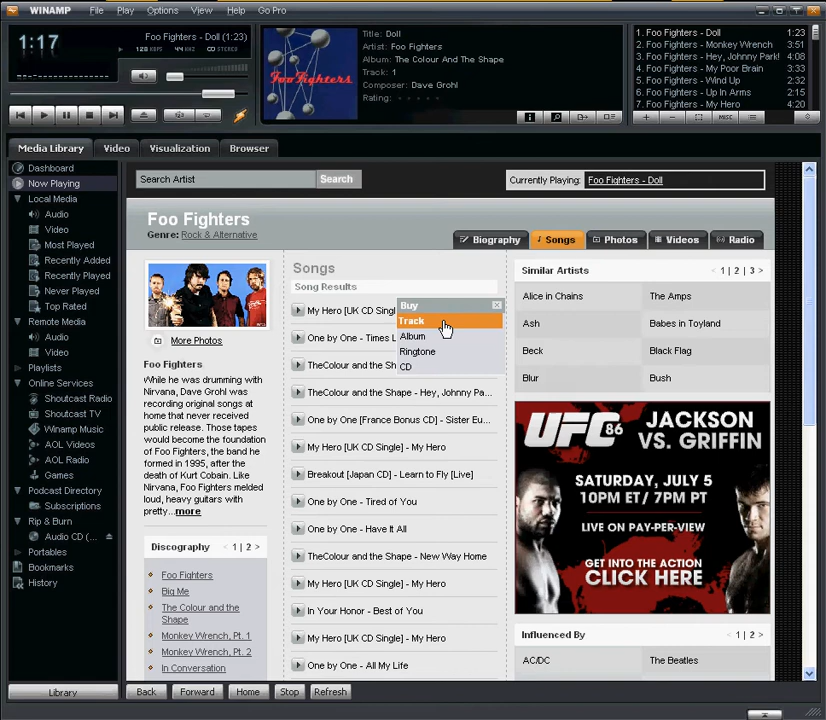 WINAMP File Play Options View Help Go Pro
1:17
Foo Fighters - Doll (1:23)
128 KBPS 44 KHZ STEREO
Foo Fighters
Title: Doll
Artist: Foo Fighters
Album: The Colour And The Shape
Track: 1
Composer: Dave Grohl
Rating:
1. Foo Fighters - Doll 1:23
2. Foo Fighters - Monkey Wrench 3:51
3. Foo Fighters - Hey, Johnny Park! 4:08
4. Foo Fighters - My Poor Brain 3:33
5. Foo Fighters - Wind Up 2:32
6. Foo Fighters - Up In Arms 2:15
7. Foo Fighters - My Hero 4:20
MISC
Media Library Video Visualization Browser
Dashboard
Now Playing
Local Media
Audio
Video
Most Played
Recently Added
Recently Played
Never Played
Top Rated
Remote Media
Audio
Video
Playlists
Online Services
Shoutcast Radio
Shoutcast TV
Winamp Music
AOL Videos
AOL Radio
Games
Podcast Directory
Subscriptions
Rip & Burn
Audio CD (...
Portables
Bookmarks
History
Library
Search Artist Search
Currently Playing: Foo Fighters - Doll
Foo Fighters
Genre: Rock & Alternative
Biography Songs Photos Videos Radio
More Photos
Foo Fighters
While he was drumming with
Nirvana, Dave Grohl was
recording original songs at
home that never received
public release. Those tapes
would become the foundation
of Foo Fighters, the band he
formed in 1995, after the
death of Kurt Cobain. Like
Nirvana, Foo Fighters melded
loud, heavy guitars with
pretty...more
Discography < 1 | 2 >
Foo Fighters
Big Me
The Colour and the
Shape
Monkey Wrench, Pt. 1
Monkey Wrench, Pt. 2
In Conversation
Songs
Song Results
My Hero [UK CD Singl
One by One - Times L
TheColour and the Sh
TheColour and the Shape - Hey, Johnny Pa...
One by One [France Bonus CD] - Sister Eu...
My Hero [UK CD Single] - My Hero
Breakout [Japan CD] - Learn to Fly [Live]
One by One - Tired of You
One by One - Have It All
TheColour and the Shape - New Way Home
My Hero [UK CD Single] - My Hero
In Your Honor - Best of You
My Hero [UK CD Single] - My Hero
One by One - All My Life
Buy
Track
Album
Ringtone
CD
Similar Artists < 1 | 2 | 3 >
Alice in Chains The Amps
Ash Babes in Toyland
Beck Black Flag
Blur Bush
UFC 86 JACKSON
VS. GRIFFIN
SATURDAY, JULY 5
10PM ET/ 7PM PT
LIVE ON PAY-PER-VIEW
GET INTO THE ACTION
CLICK HERE
Influenced By < 1 | 2 >
AC/DC The Beatles
Back Forward Home Stop Refresh